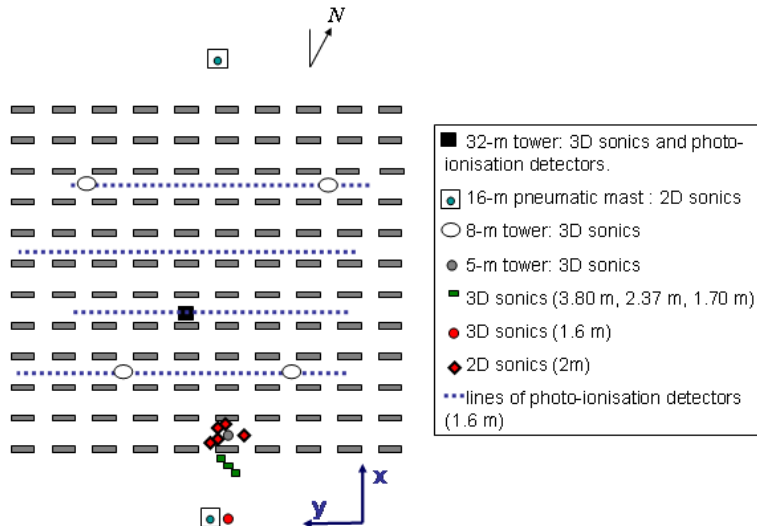 N
32-m tower: 3D sonics and photo-
ionisation detectors.
16-m pneumatic mast : 2D sonics
8-m tower: 3D sonics
5-m tower: 3D sonics
3D sonics (3.80 m, 2.37 m, 1.70 m)
3D sonics (1.6 m)
2D sonics (2m)
lines of photo-ionisation detectors
(1.6 m)
x
y